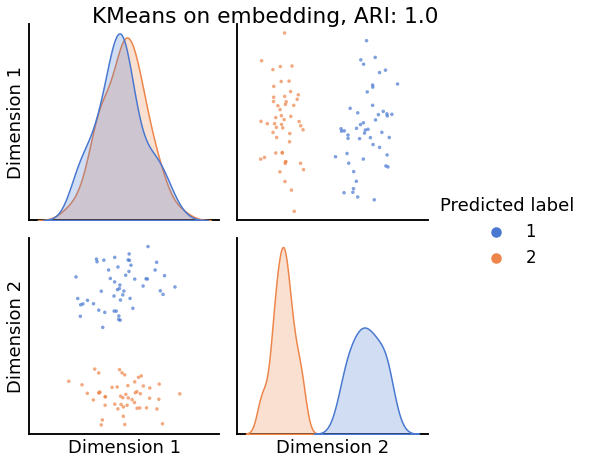 KMeans on embedding, ARI: 1.0
Dimension 1
Predicted label
1
2
Dimension 2
Dimension 1
Dimension 2